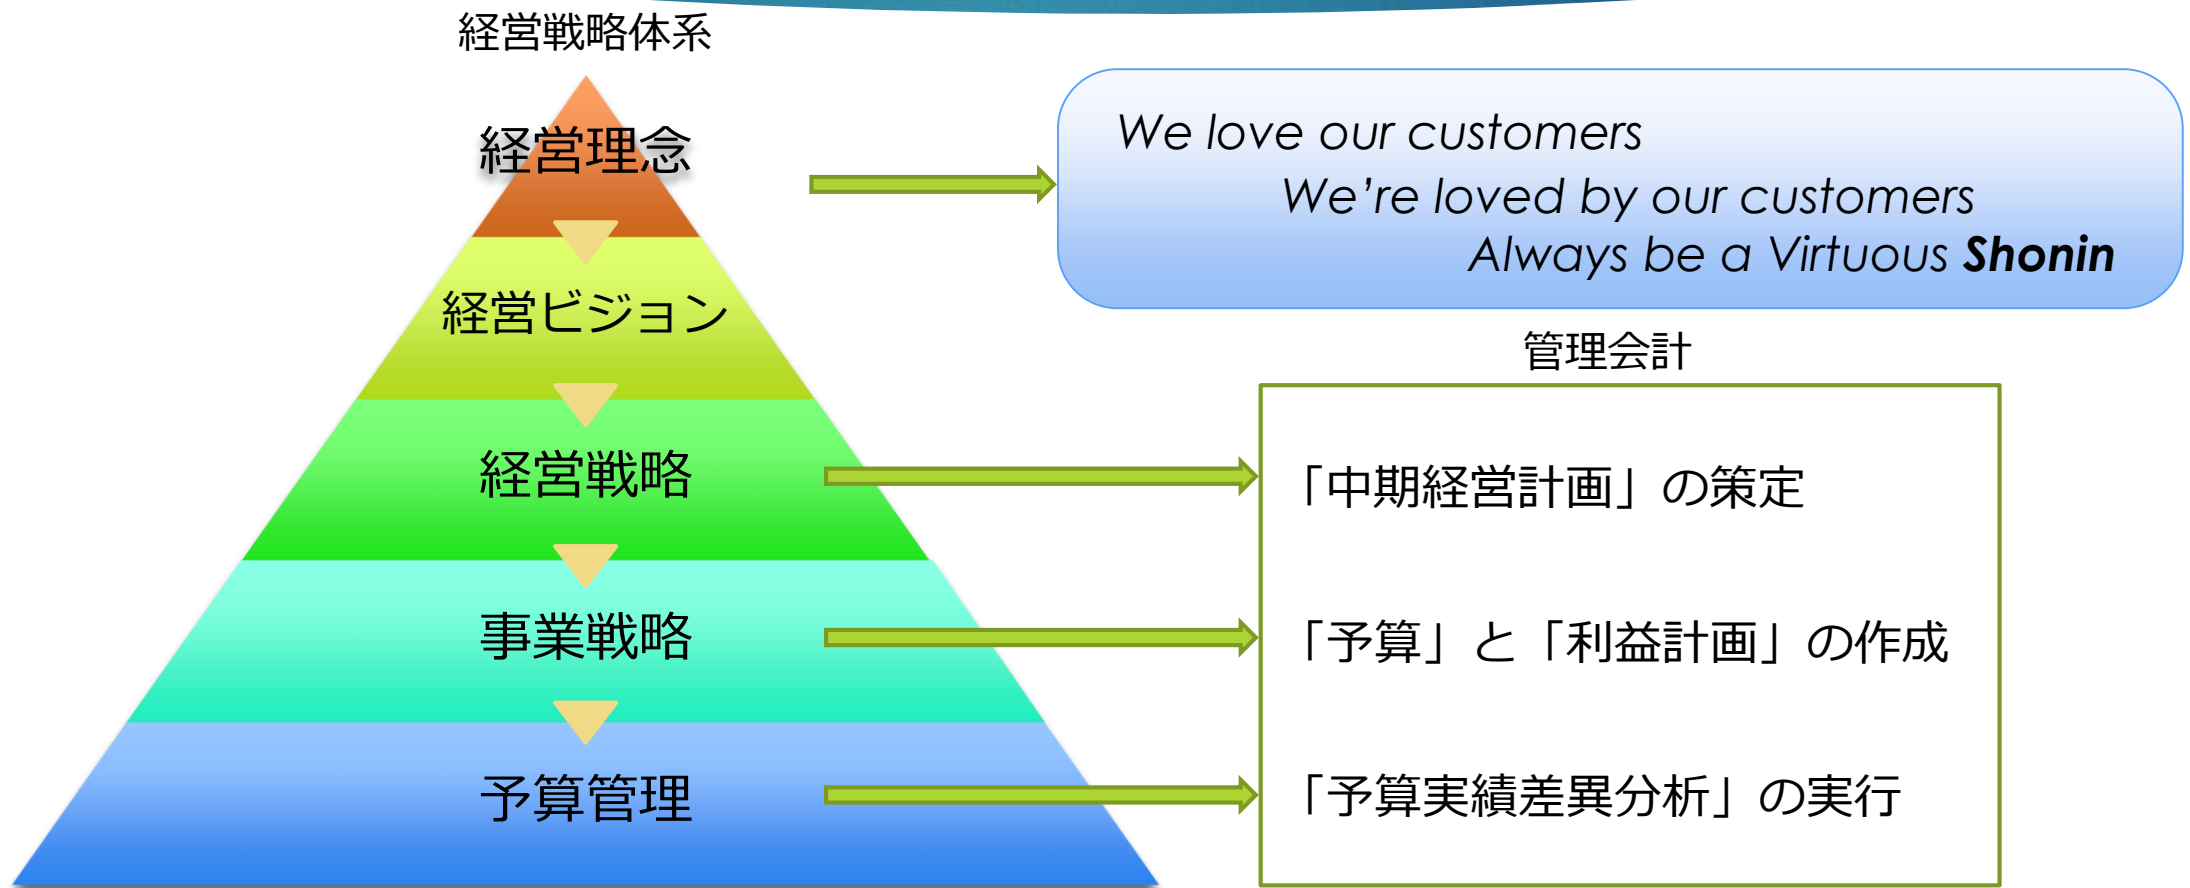 経営戦略体系
経営理念
経営ビジョン
経営戦略
事業戦略
予算管理
We love our customers
We’re loved by our customers
Always be a Virtuous Shonin
管理会計
「中期経営計画」の策定
「予算」と「利益計画」の作成
「予算実績差異分析」の実行